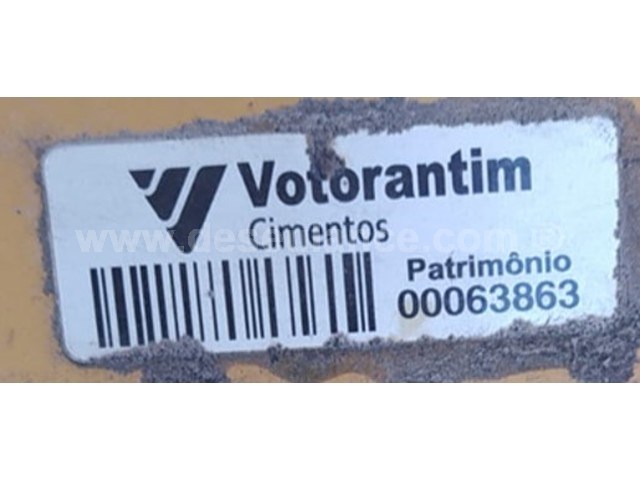 Votorantim
Cimentos
Patrimônio
00063863